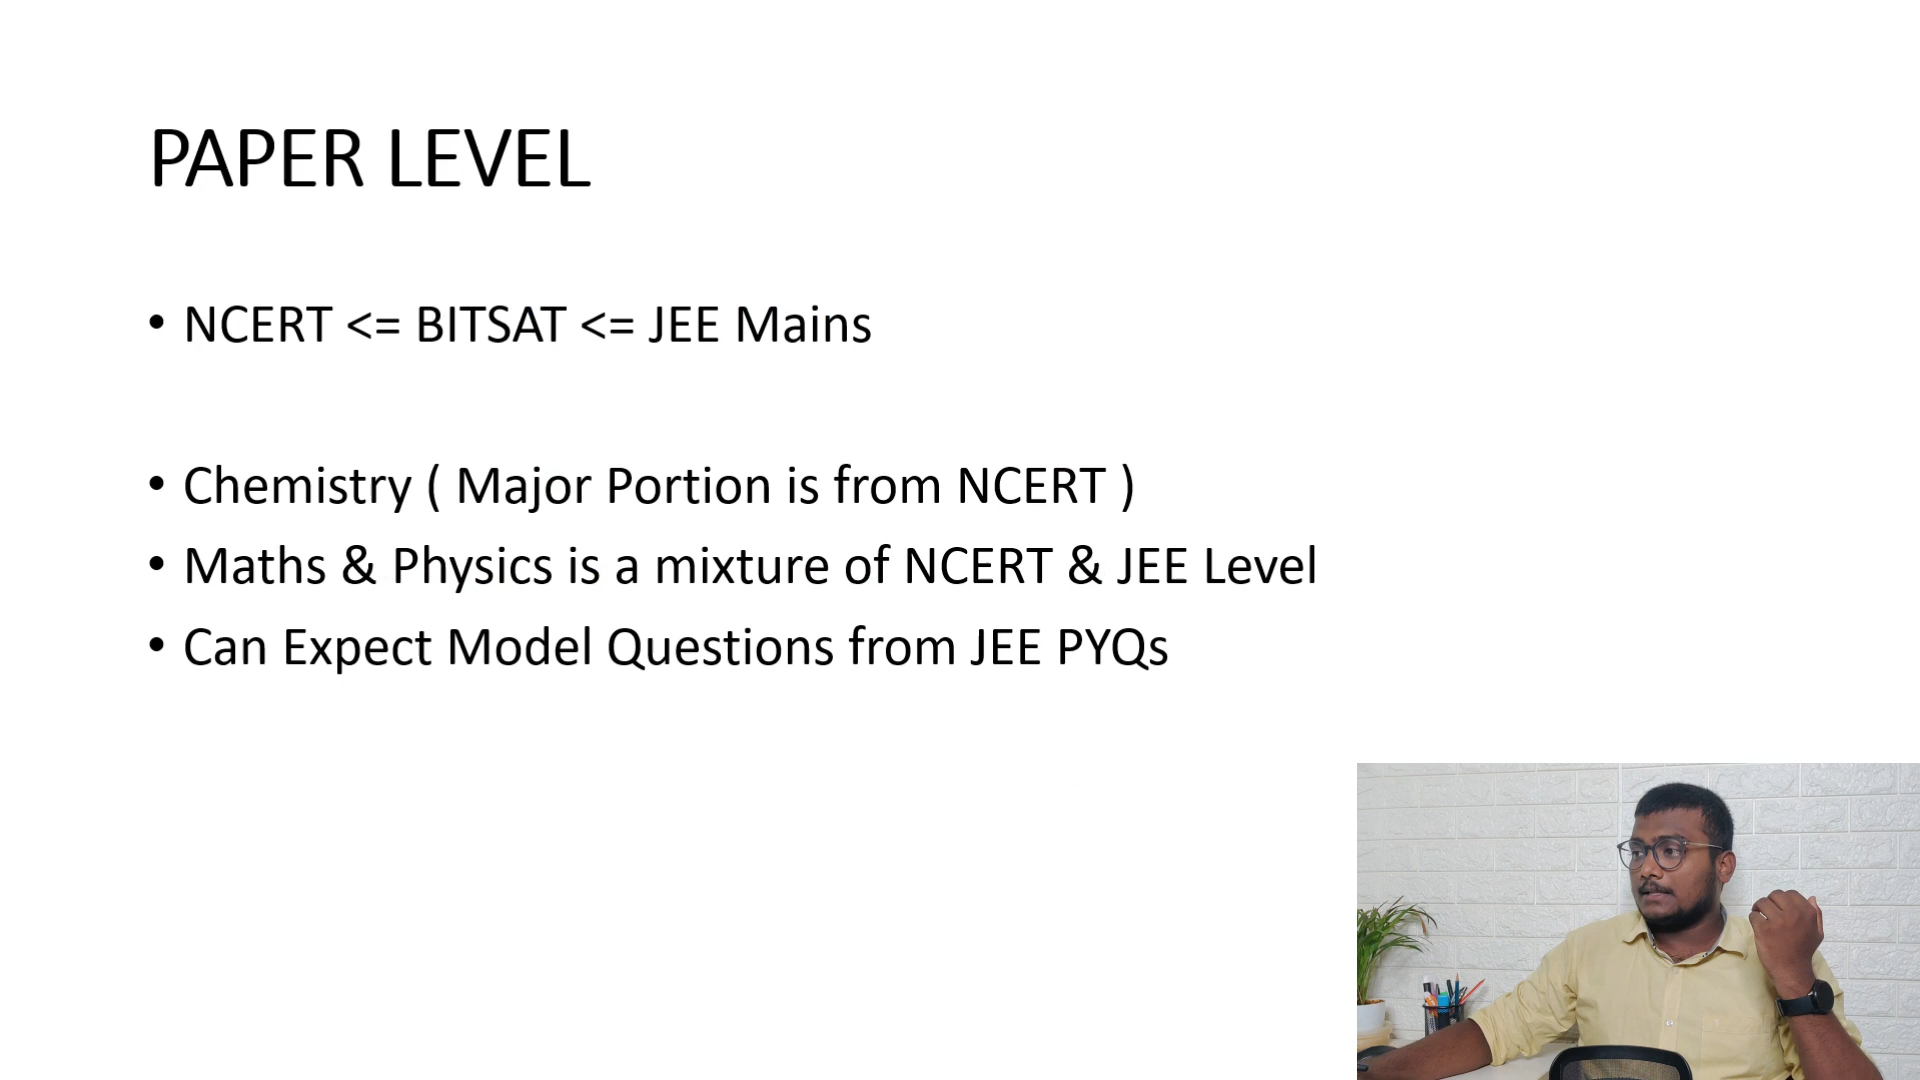 PAPER LEVEL
• NCERT <= BITSAT <= JEE Mains
• Chemistry ( Major Portion is from NCERT )
• Maths & Physics is a mixture of NCERT & JEE Level
• Can Expect Model Questions from JEE PYQs